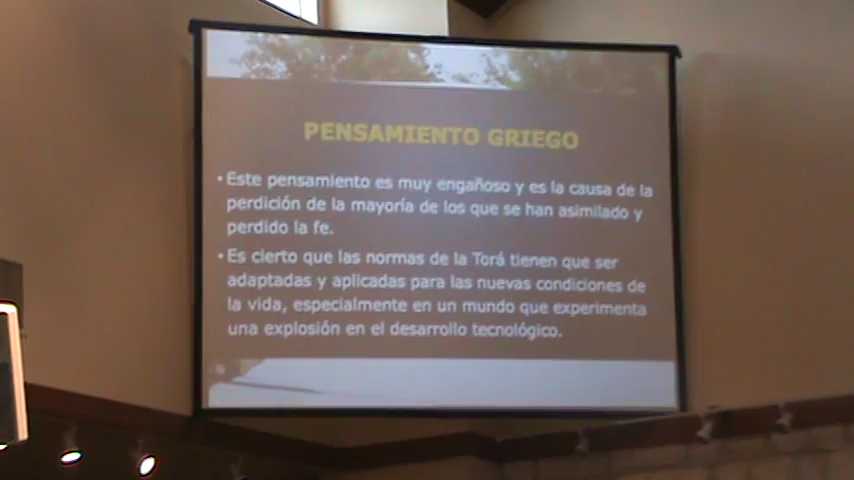 PENSAMIENTO GRIEGO
• Este pensamiento es muy engañoso y es la causa de la
perdición de la mayoría de los que se han asimilado y
perdido la fe.
• Es cierto que las normas de la Torá tienen que ser
adaptadas y aplicadas para las nuevas condiciones de
la vida, especialmente en un mundo que experimenta
una explosión en el desarrollo tecnológico.